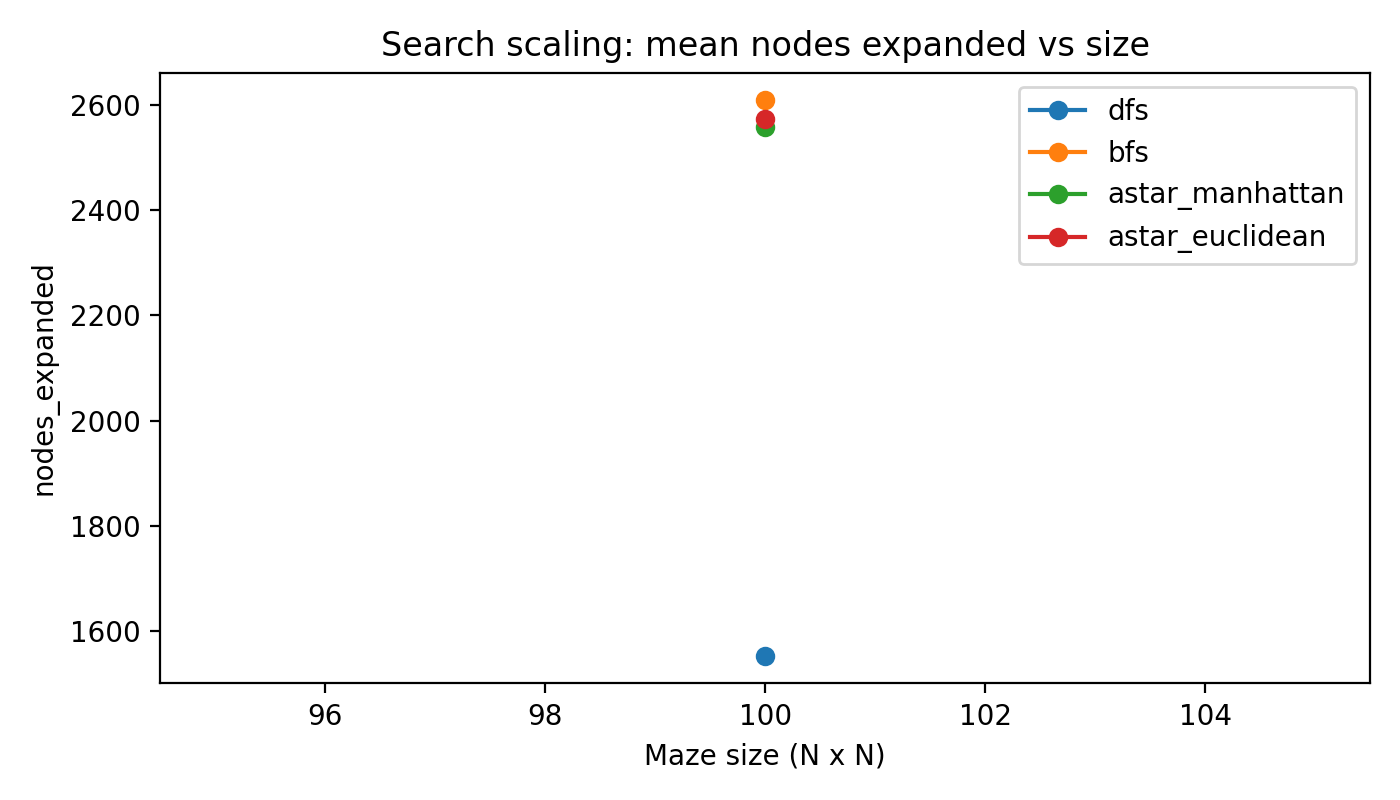 Search scaling: mean nodes expanded vs size
2600
2400
2200
2000
1800
1600
nodes_expanded
dfs
bfs
astar_manhattan
astar_euclidean
96
98
100
102
104
Maze size (N x N)